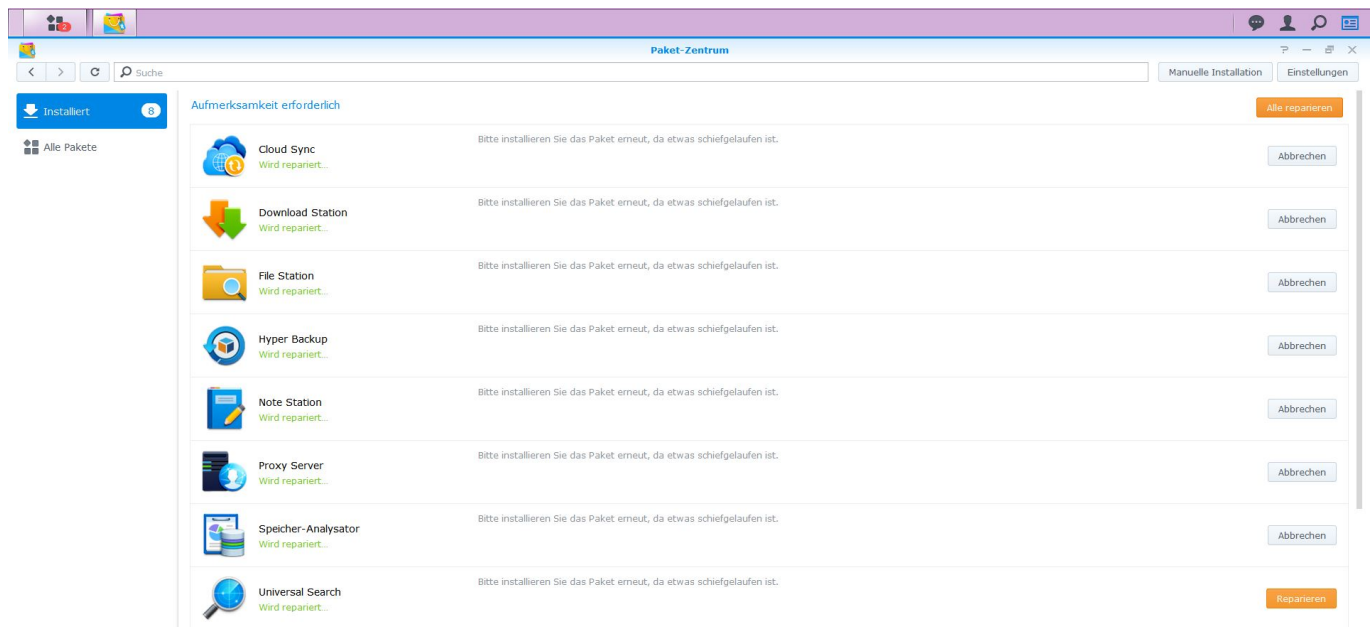 2
Paket-Zentrum
Suche
Manuelle Installation
Einstellungen
Installiert
8
Alle Pakete
Aufmerksamkeit erforderlich
Alle reparieren
Cloud Sync
Wird repariert...
Bitte installieren Sie das Paket erneut, da etwas schiefgelaufen ist.
Abbrechen
Download Station
Wird repariert...
Bitte installieren Sie das Paket erneut, da etwas schiefgelaufen ist.
Abbrechen
File Station
Wird repariert...
Bitte installieren Sie das Paket erneut, da etwas schiefgelaufen ist.
Abbrechen
Hyper Backup
Wird repariert...
Bitte installieren Sie das Paket erneut, da etwas schiefgelaufen ist.
Abbrechen
Note Station
Wird repariert...
Bitte installieren Sie das Paket erneut, da etwas schiefgelaufen ist.
Abbrechen
Proxy Server
Wird repariert...
Bitte installieren Sie das Paket erneut, da etwas schiefgelaufen ist.
Abbrechen
Speicher-Analysator
Wird repariert...
Bitte installieren Sie das Paket erneut, da etwas schiefgelaufen ist.
Abbrechen
Universal Search
Wird repariert...
Bitte installieren Sie das Paket erneut, da etwas schiefgelaufen ist.
Reparieren